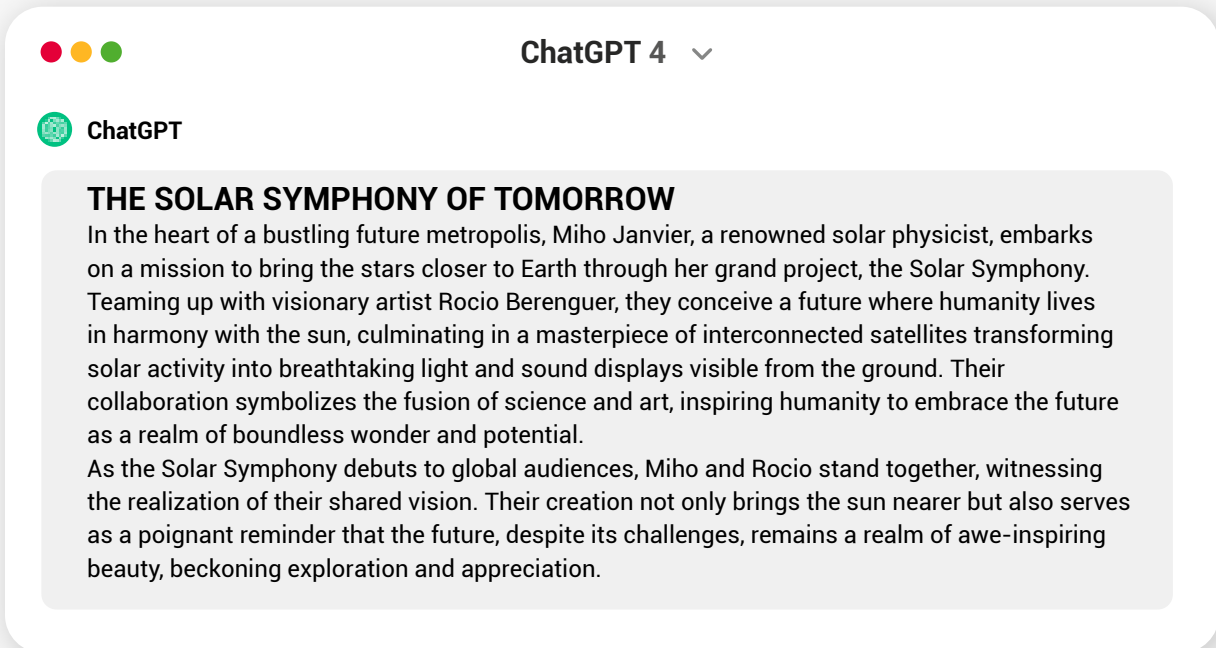 ChatGPT 4
ChatGPT
THE SOLAR SYMPHONY OF TOMORROW
In the heart of a bustling future metropolis, Miho Janvier, a renowned solar physicist, embarks
on a mission to bring the stars closer to Earth through her grand project, the Solar Symphony.
Teaming up with visionary artist Rocio Berenguer, they conceive a future where humanity lives
in harmony with the sun, culminating in a masterpiece of interconnected satellites transforming
solar activity into breathtaking light and sound displays visible from the ground. Their
collaboration symbolizes the fusion of science and art, inspiring humanity to embrace the future
as a realm of boundless wonder and potential.
As the Solar Symphony debuts to global audiences, Miho and Rocio stand together, witnessing
the realization of their shared vision. Their creation not only brings the sun nearer but also serves
as a poignant reminder that the future, despite its challenges, remains a realm of awe-inspiring
beauty, beckoning exploration and appreciation.